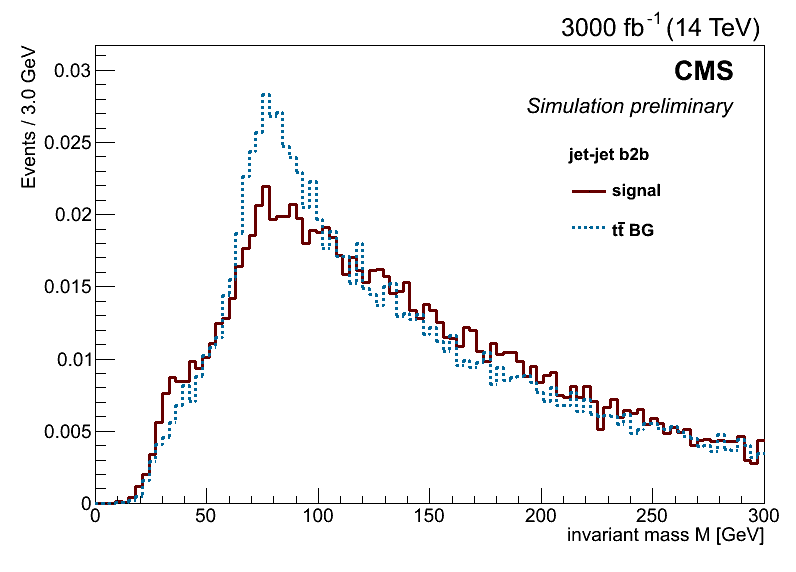 3000 fb⁻¹ (14 TeV)
Events / 3.0 GeV
CMS
Simulation preliminary
jet-jet b2b
signal
tt̄ BG
0.03
0.025
0.02
0.015
0.01
0.005
0
0 50 100 150 200 250 300
invariant mass M [GeV]